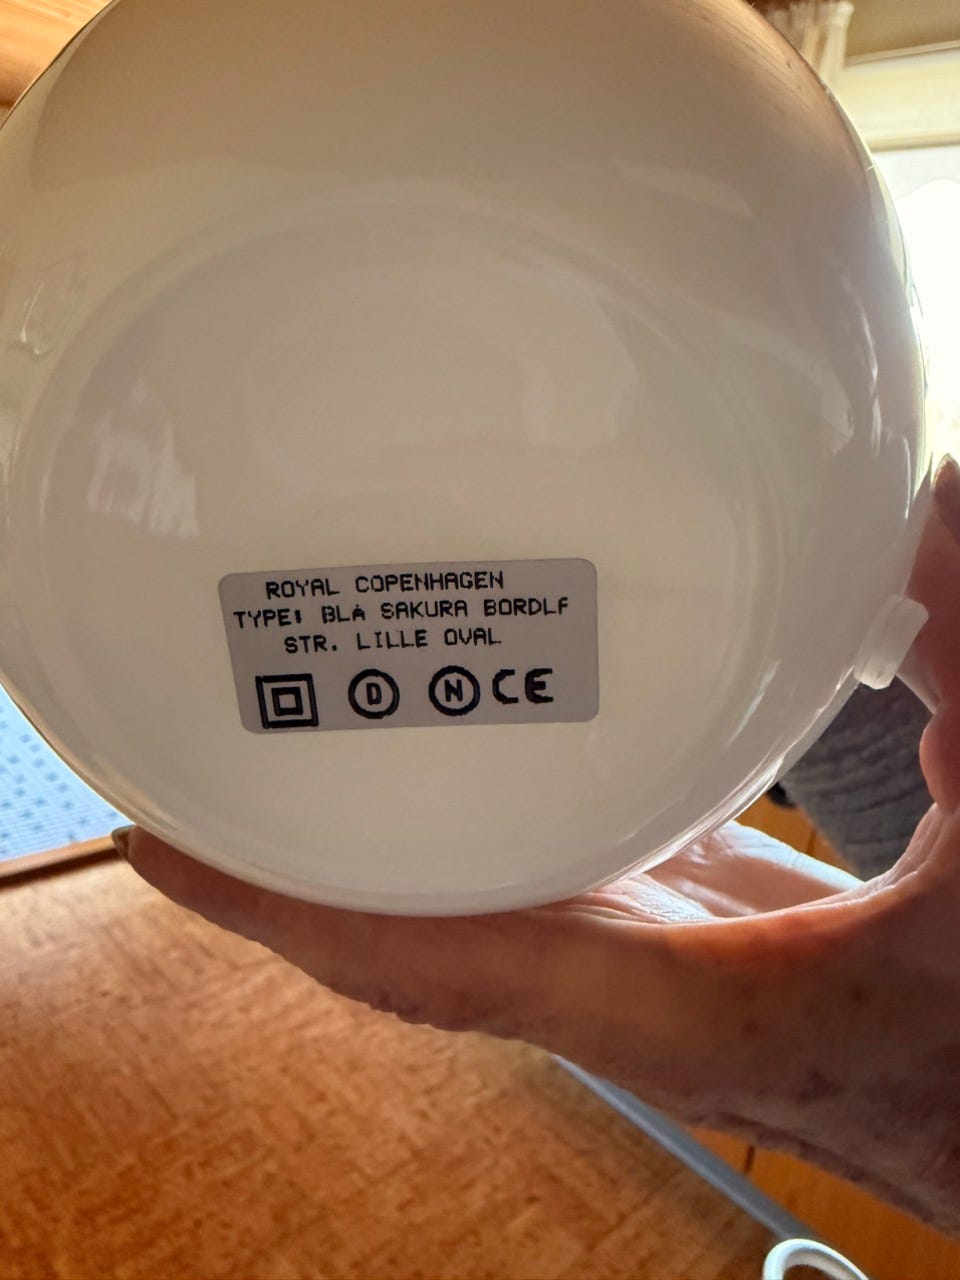 ROYAL COPENHAGEN
TYPE: BLÅ SAKURA BORDLF
STR. LILLE OVAL
D N CE